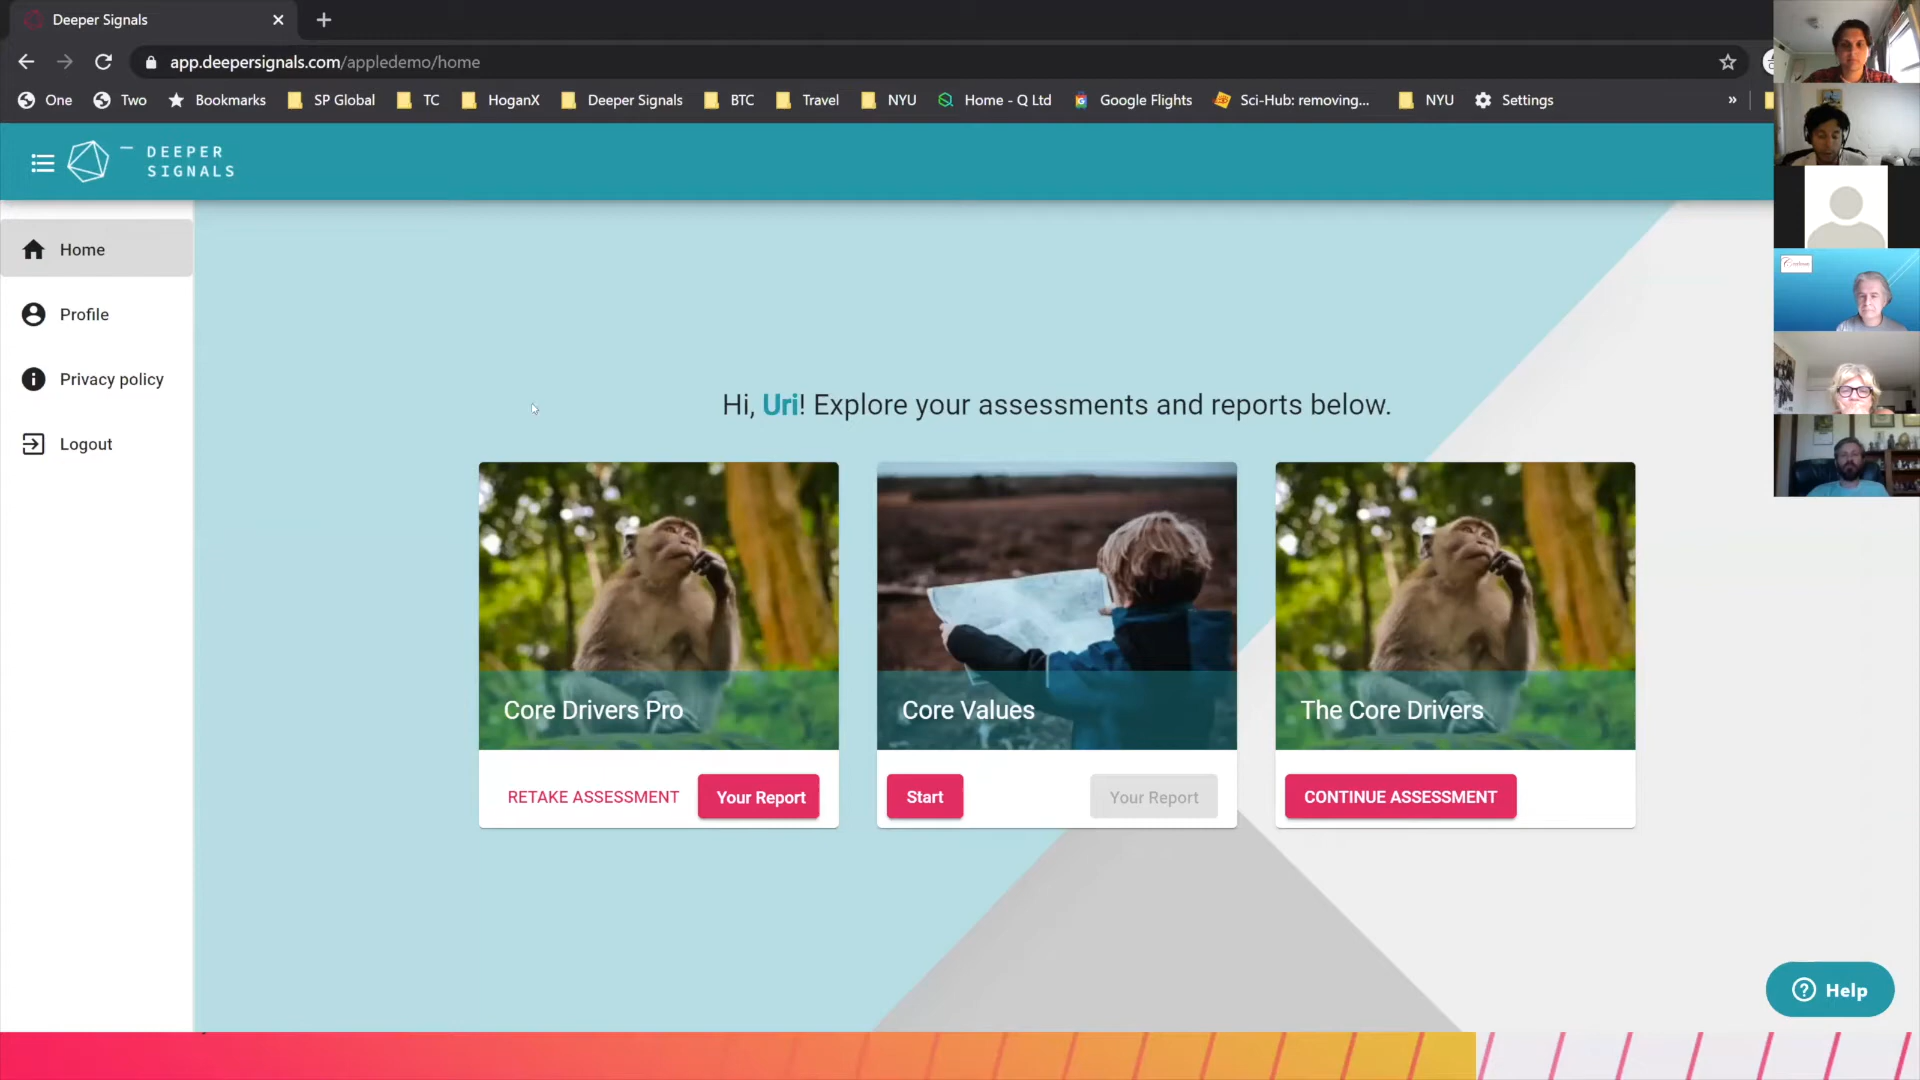 Deeper Signals
app.deepersignals.com/appledemo/home
One Two Bookmarks SP Global TC HoganX Deeper Signals BTC Travel NYU Home - Q Ltd Google Flights Sci-Hub: removing... NYU Settings »
DEEPER
SIGNALS
Home
Profile
Privacy policy
Logout
Hi, Uri! Explore your assessments and reports below.
Core Drivers Pro
RETAKE ASSESSMENT Your Report
Core Values
Start Your Report
The Core Drivers
CONTINUE ASSESSMENT
Help